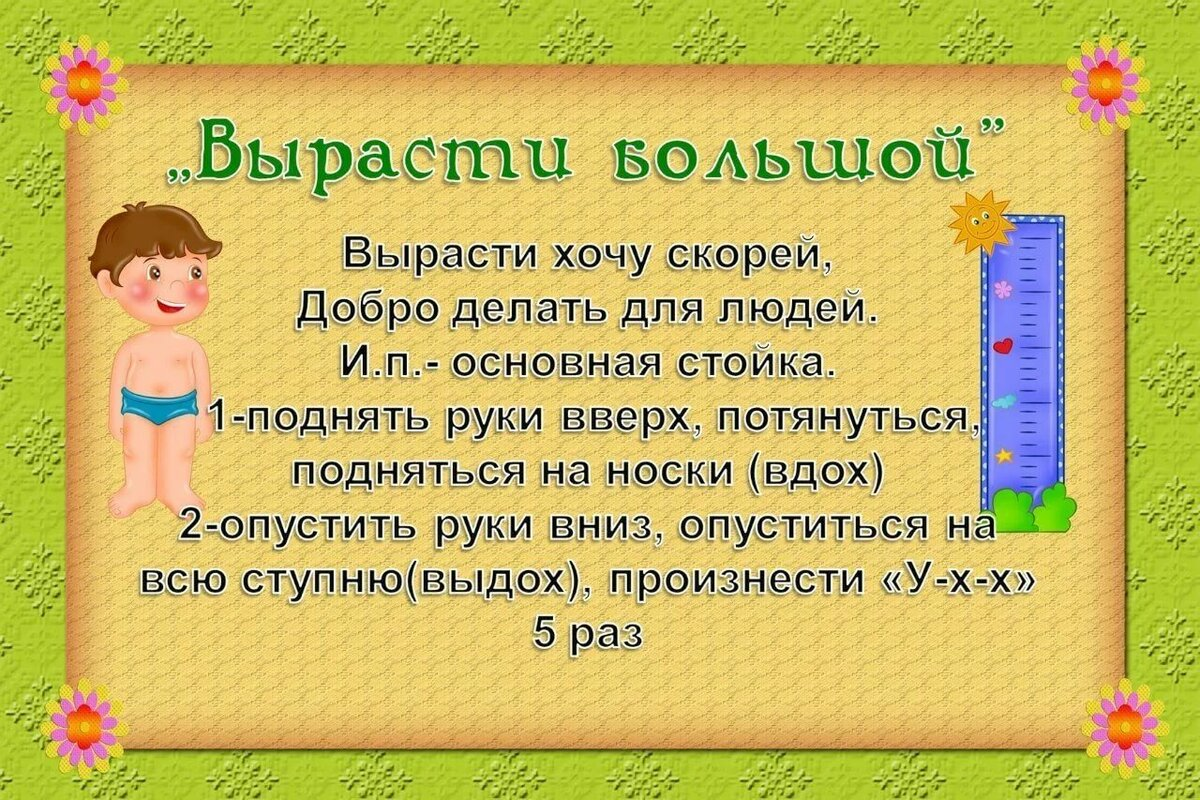 „Вырасти большой”
Вырасти хочу скорей,
Добро делать для людей.
И.п.- основная стойка.
1-поднять руки вверх, потянуться,
подняться на носки (вдох)
2-опустить руки вниз, опуститься на
всю ступню(выдох), произнести «У-х-х»
5 раз